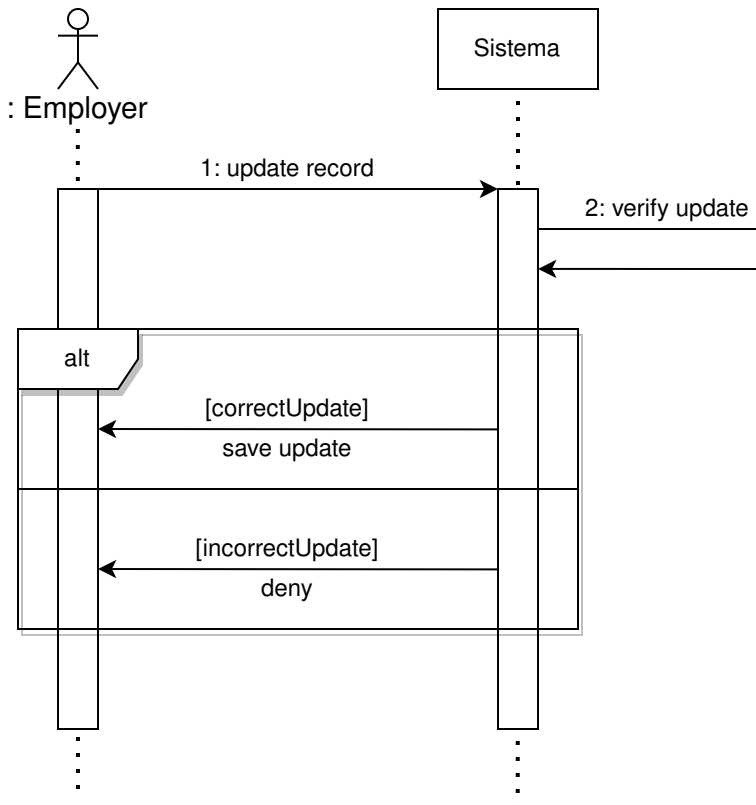 Sistema
: Employer
1: update record
2: verify update
alt
[correctUpdate]
save update
[incorrectUpdate]
deny